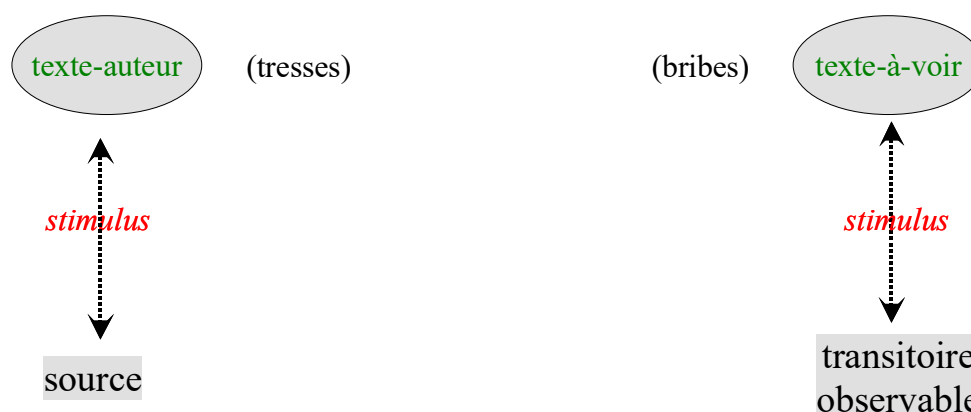 texte-auteur (tresses) (bribes) texte-à-voir
stimulus stimulus
source transitoire
observable